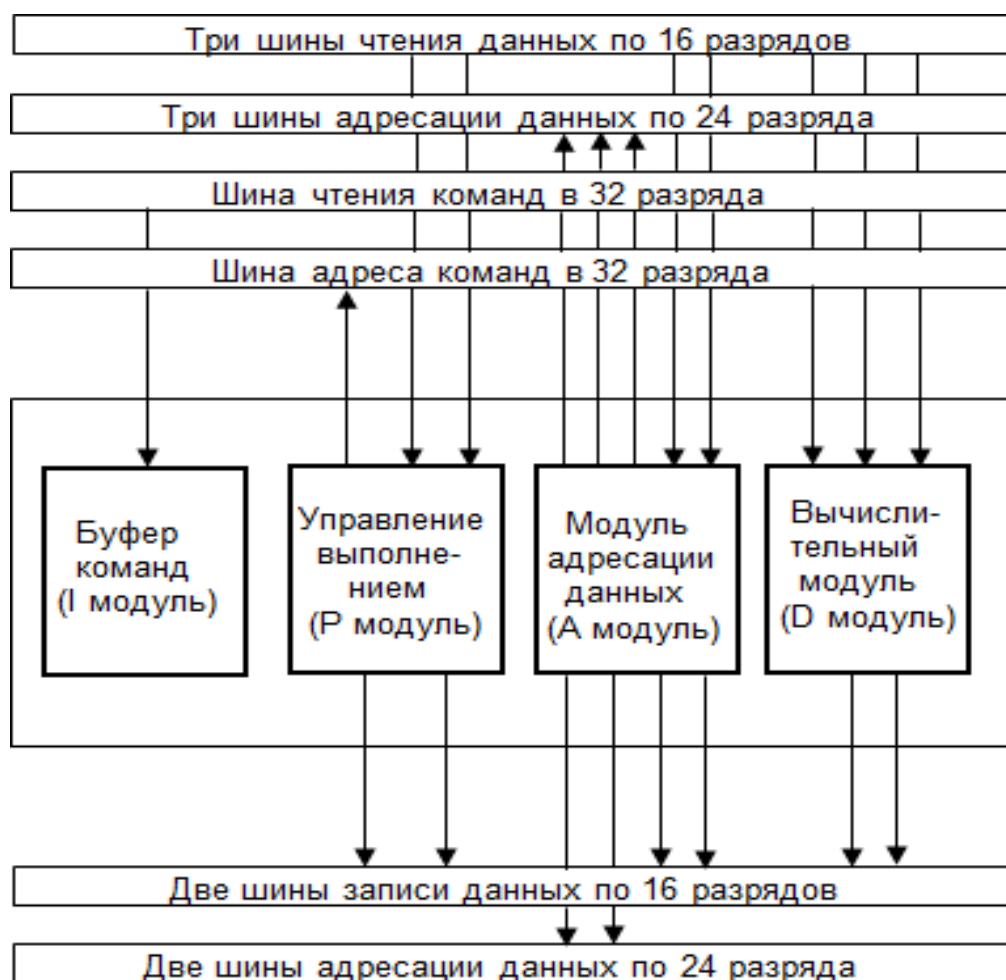 Три шины чтения данных по 16 разрядов
Три шины адресации данных по 24 разряда
Шина чтения команд в 32 разряда
Шина адреса команд в 32 разряда
Буфер
команд
(I модуль)
Управление
выполне-
нием
(P модуль)
Модуль
адресации
данных
(A модуль)
Вычисли-
тельный
модуль
(D модуль)
Две шины записи данных по 16 разрядов
Две шины адресации данных по 24 разряда